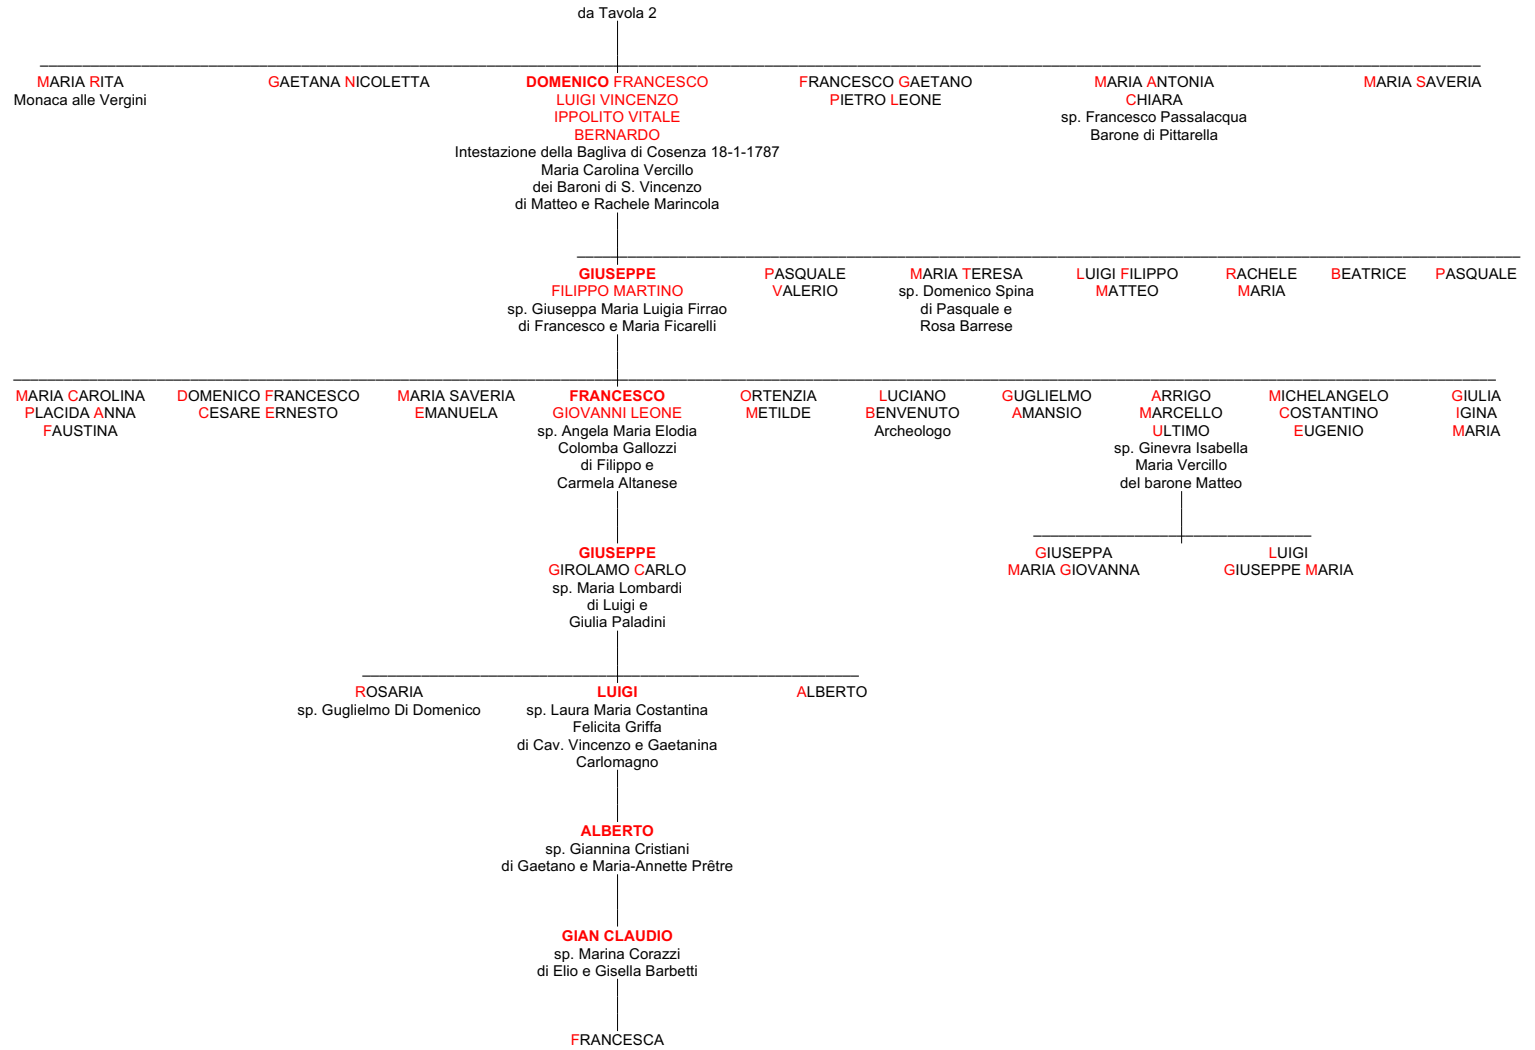 da Tavola 2
MARIA RITA
Monaca alle Vergini
GAETANA NICOLETTA
DOMENICO FRANCESCO
LUIGI VINCENZO
IPPOLITO VITALE
BERNARDO
Intestazione della Bagliva di Cosenza 18-1-1787
Maria Carolina Vercillo
dei Baroni di S. Vincenzo
di Matteo e Rachele Marincola
FRANCESCO GAETANO
PIETRO LEONE
MARIA ANTONIA
CHIARA
sp. Francesco Passalacqua
Barone di Pittarella
MARIA SAVERIA
GIUSEPPE
FILIPPO MARTINO
sp. Giuseppa Maria Luigia Firrao
di Francesco e Maria Ficarelli
PASQUALE
VALERIO
MARIA TERESA
sp. Domenico Spina
di Pasquale e
Rosa Barrese
LUIGI FILIPPO
MATTEO
RACHELE
MARIA
BEATRICE
PASQUALE
MARIA CAROLINA
PLACIDA ANNA
FAUSTINA
DOMENICO FRANCESCO
CESARE ERNESTO
MARIA SAVERIA
EMANUELA
FRANCESCO
GIOVANNI LEONE
sp. Angela Maria Elodia
Colomba Gallozzi
di Filippo e
Carmela Altanese
ORTENZIA
METILDE
LUCIANO
BENVENUTO
Archeologo
GUGLIELMO
AMANSIO
ARRIGO
MARCELLO
ULTIMO
sp. Ginevra Isabella
Maria Vercillo
del barone Matteo
MICHELANGELO
COSTANTINO
EUGENIO
GIULIA
IGINA
MARIA
GIUSEPPE
GIROLAMO CARLO
sp. Maria Lombardi
di Luigi e
Giulia Paladini
GIUSEPPA
MARIA GIOVANNA
LUIGI
GIUSEPPE MARIA
ROSARIA
sp. Guglielmo Di Domenico
LUIGI
sp. Laura Maria Costantina
Felicita Griffa
di Cav. Vincenzo e Gaetanina
Carlomagno
ALBERTO
ALBERTO
sp. Giannina Cristiani
di Gaetano e Maria-Annette Prêtre
GIAN CLAUDIO
sp. Marina Corazzi
di Elio e Gisella Barbetti
FRANCESCA